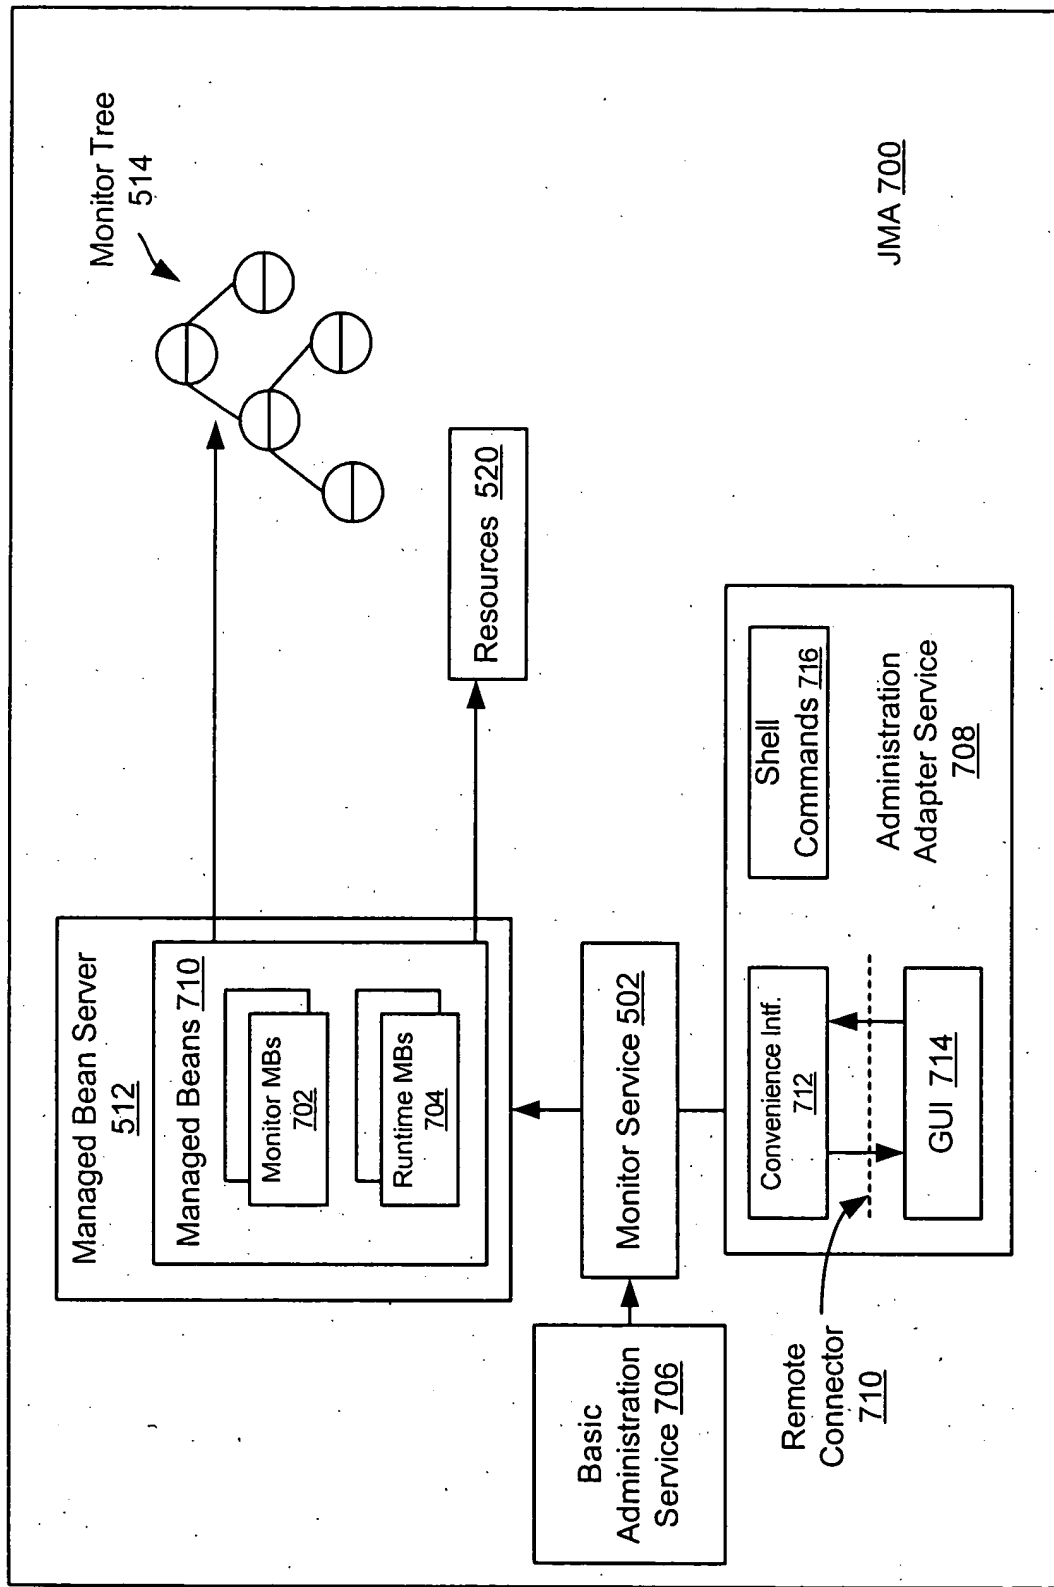 Managed Bean Server
512
Managed Beans 710
Monitor MBs
702
Runtime MBs
704
Monitor Tree
514
Resources 520
Basic
Administration
Service 706
Monitor Service 502
Remote
Connector
710
Convenience Intf.
712
GUI 714
Shell
Commands 716
Administration
Adapter Service
708
JMA 700